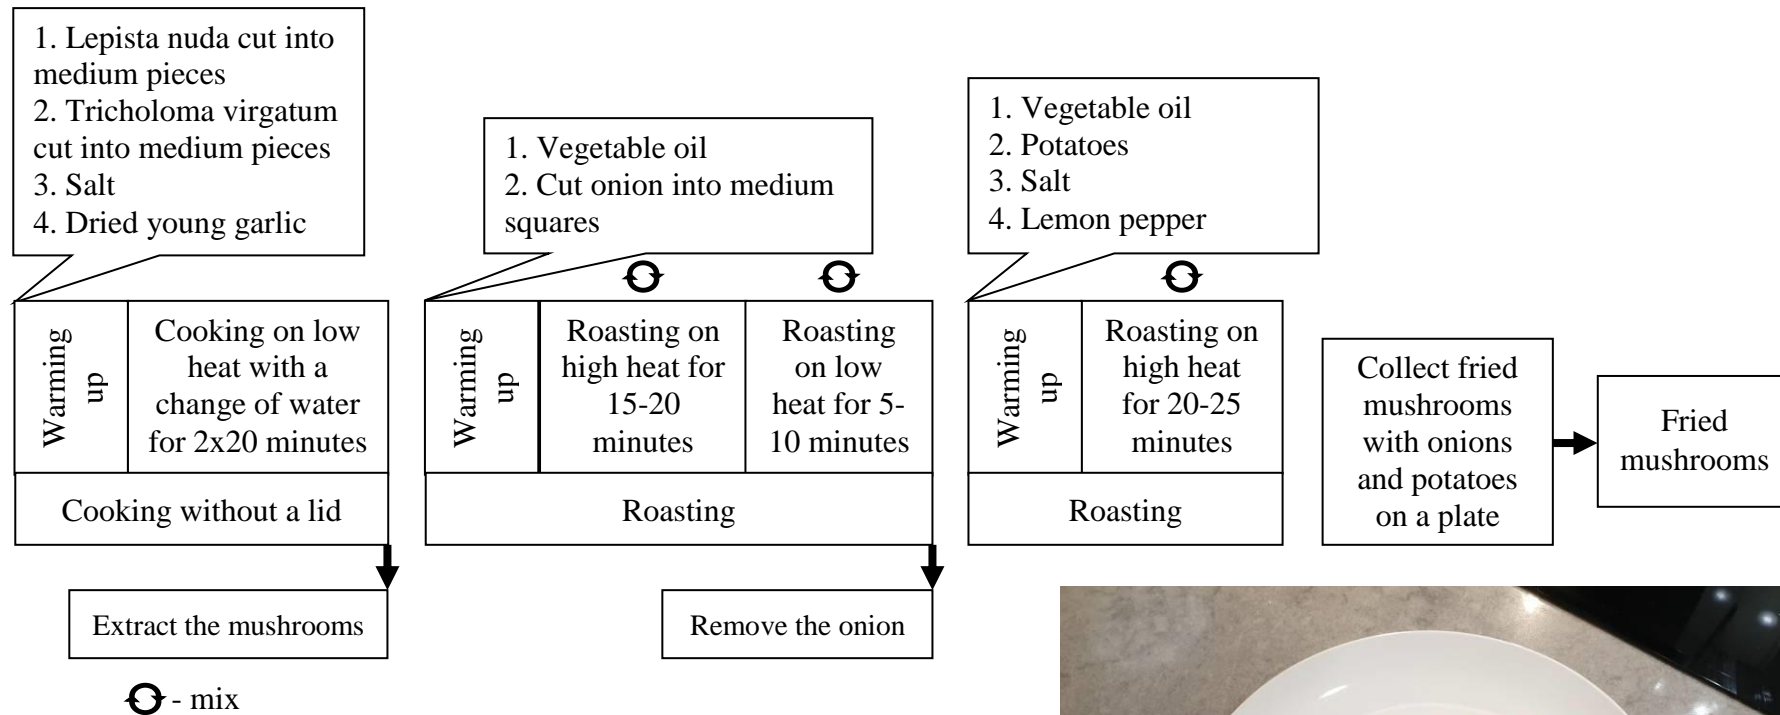 1. Lepista nuda cut into
medium pieces
2. Tricholoma virgatum
cut into medium pieces
3. Salt
4. Dried young garlic
Warming
up
Cooking on low
heat with a
change of water
for 2x20 minutes
Cooking without a lid
Extract the mushrooms
1. Vegetable oil
2. Cut onion into medium
squares
Warming
up
Roasting on
high heat for
15-20
minutes
Roasting
on low
heat for 5-
10 minutes
Roasting
Remove the onion
1. Vegetable oil
2. Potatoes
3. Salt
4. Lemon pepper
Warming
up
Roasting on
high heat
for 20-25
minutes
Roasting
Collect fried
mushrooms
with onions
and potatoes
on a plate
Fried
mushrooms
- mix